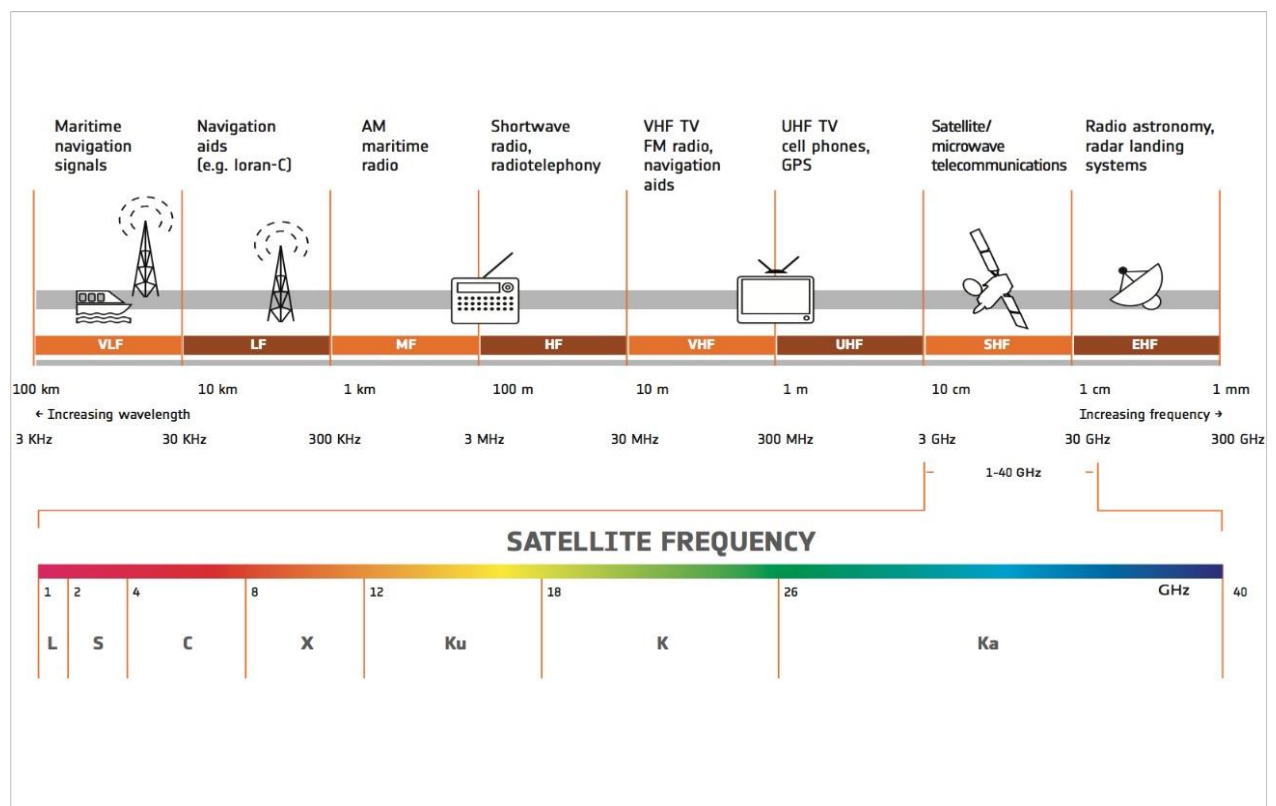 Maritime
navigation
signals
Navigation
aids
(e.g. loran-C)
AM
maritime
radio
Shortwave
radio,
radiotelephony
VHF TV
FM radio,
navigation
aids
UHF TV
cell phones,
GPS
Satellite/
microwave
telecommunications
Radio astronomy,
radar landing
systems
VLF LF MF HF VHF UHF SHF EHF
100 km 10 km 1 km 100 m 10 m 1 m 10 cm 1 cm 1 mm
← Increasing wavelength Increasing frequency →
3 KHz 30 KHz 300 KHz 3 MHz 30 MHz 300 MHz 3 GHz 30 GHz 300 GHz
1-40 GHz
SATELLITE FREQUENCY
1 2 4 8 12 18 26 GHz 40
L S C X Ku K Ka